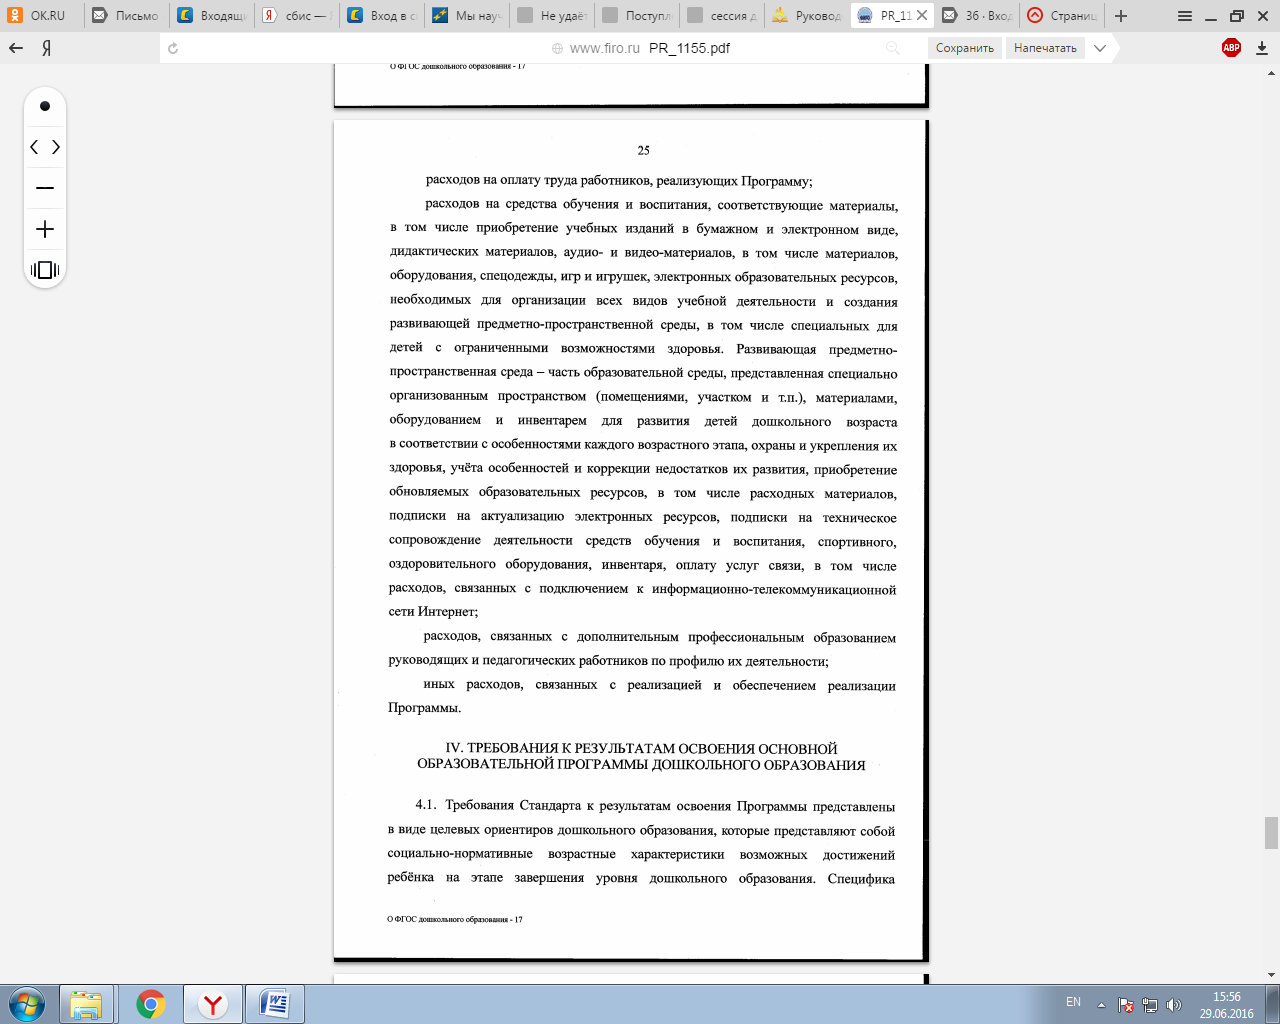 OK.RU
Письмо
Входящ
сбис — Я
Вход в с
Мы науч
Не удаёт
Поступл
сессия д
Руковод
PR_11
36 · Вход
Страниц
www.firo.ru PR_1155.pdf
Сохранить
Напечатать
ABP
О ФГОС дошкольного образования - 17
25
расходов на оплату труда работников, реализующих Программу;
расходов на средства обучения и воспитания, соответствующие материалы,
в том числе приобретение учебных изданий в бумажном и электронном виде,
дидактических материалов, аудио- и видео-материалов, в том числе материалов,
оборудования, спецодежды, игр и игрушек, электронных образовательных ресурсов,
необходимых для организации всех видов учебной деятельности и создания
развивающей предметно-пространственной среды, в том числе специальных для
детей с ограниченными возможностями здоровья. Развивающая предметно-
пространственная среда – часть образовательной среды, представленная специально
организованным пространством (помещениями, участком и т.п.), материалами,
оборудованием и инвентарем для развития детей дошкольного возраста
в соответствии с особенностями каждого возрастного этапа, охраны и укрепления их
здоровья, учёта особенностей и коррекции недостатков их развития, приобретение
обновляемых образовательных ресурсов, в том числе расходных материалов,
подписки на актуализацию электронных ресурсов, подписки на техническое
сопровождение деятельности средств обучения и воспитания, спортивного,
оздоровительного оборудования, инвентаря, оплату услуг связи, в том числе
расходов, связанных с подключением к информационно-телекоммуникационной
сети Интернет;
расходов, связанных с дополнительным профессиональным образованием
руководящих и педагогических работников по профилю их деятельности;
иных расходов, связанных с реализацией и обеспечением реализации
Программы.
IV. ТРЕБОВАНИЯ К РЕЗУЛЬТАТАМ ОСВОЕНИЯ ОСНОВНОЙ
ОБРАЗОВАТЕЛЬНОЙ ПРОГРАММЫ ДОШКОЛЬНОГО ОБРАЗОВАНИЯ
4.1. Требования Стандарта к результатам освоения Программы представлены
в виде целевых ориентиров дошкольного образования, которые представляют собой
социально-нормативные возрастные характеристики возможных достижений
ребёнка на этапе завершения уровня дошкольного образования. Специфика
О ФГОС дошкольного образования - 17
EN
15:56
29.06.2016